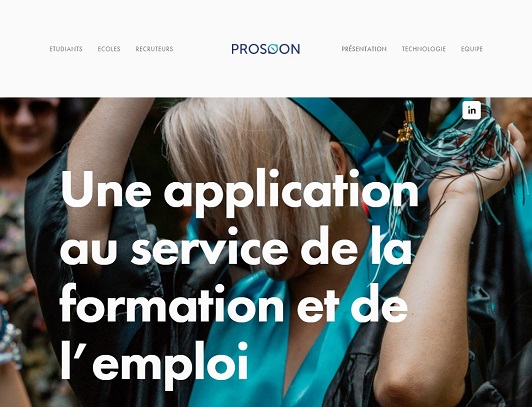 ETUDIANTS ECOLES RECRUTEURS PROSOON PRÉSENTATION TECHNOLOGIE EQUIPE
in
Une application
au service de la
formation et de
l’emploi